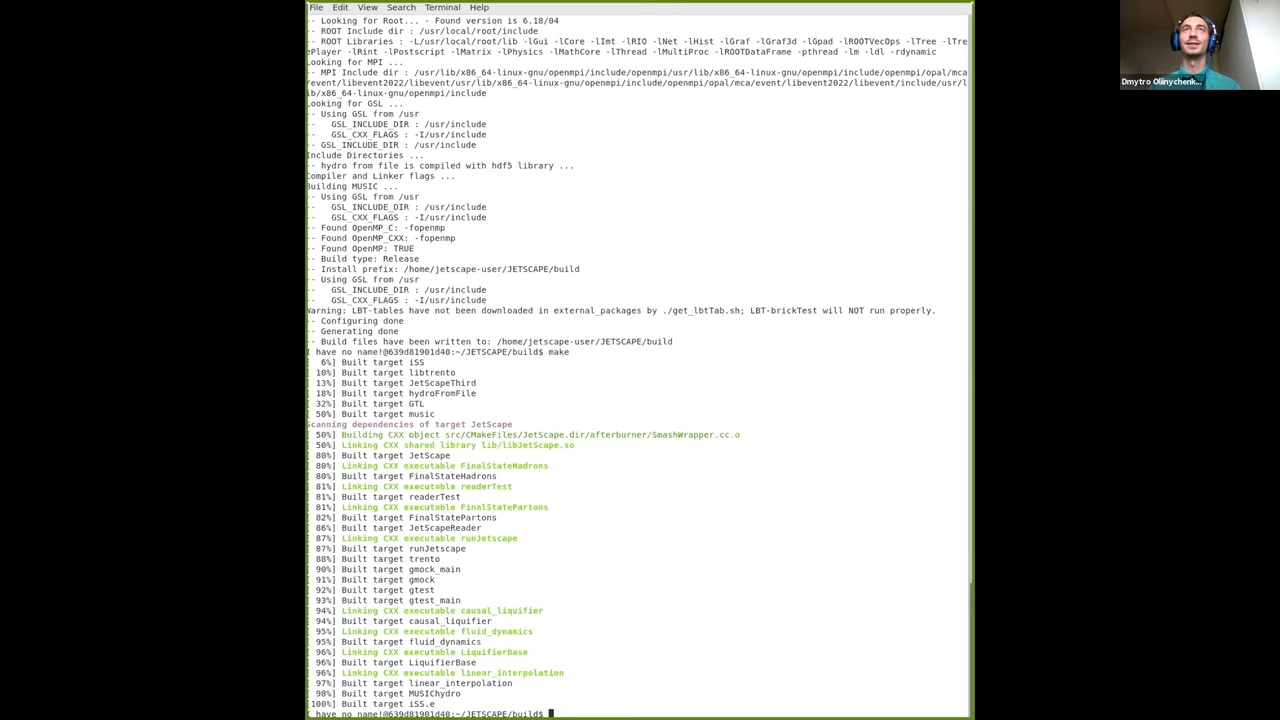 File Edit View Search Terminal Help
-- Looking for Root... - Found version is 6.18/04
-- ROOT Include dir : /usr/local/root/include
-- ROOT Libraries : -L/usr/local/root/lib -lGui -lCore -lImt -lRIO -lNet -lHist -lGraf -lGraf3d -lGpad -lROOTVecOps -lTree -lTre
ePlayer -lRint -lPostscript -lMatrix -lPhysics -lMathCore -lThread -lMultiProc -lROOTDataFrame -pthread -lm -ldl -rdynamic
Looking for MPI ...
-- MPI Include dir : /usr/lib/x86_64-linux-gnu/openmpi/include/openmpi/usr/lib/x86_64-linux-gnu/openmpi/include/openmpi/opal/mca
/event/libevent2022/libevent/usr/lib/x86_64-linux-gnu/openmpi/include/openmpi/opal/mca/event/libevent2022/libevent/include/usr/l
ib/x86_64-linux-gnu/openmpi/include
Looking for GSL ...
-- Using GSL from /usr
--   GSL_INCLUDE_DIR : /usr/include
--   GSL_CXX_FLAGS : -I/usr/include
-- GSL_INCLUDE_DIR : /usr/include
Include Directories ...
-- hydro from file is compiled with hdf5 library ...
Compiler and Linker flags ...
Building MUSIC ...
-- Using GSL from /usr
--   GSL_INCLUDE_DIR : /usr/include
--   GSL_CXX_FLAGS : -I/usr/include
-- Found OpenMP_C: -fopenmp
-- Found OpenMP_CXX: -fopenmp
-- Found OpenMP: TRUE
-- Build type: Release
-- Install prefix: /home/jetscape-user/JETSCAPE/build
-- Using GSL from /usr
--   GSL_INCLUDE_DIR : /usr/include
--   GSL_CXX_FLAGS : -I/usr/include
Warning: LBT-tables have not been downloaded in external_packages by ./get_lbtTab.sh; LBT-brickTest will NOT run properly.
-- Configuring done
-- Generating done
-- Build files have been written to: /home/jetscape-user/JETSCAPE/build
I have no name!@639d81901d40:~/JETSCAPE/build$ make
[  6%] Built target iSS
[ 10%] Built target libtrento
[ 13%] Built target JetScapeThird
[ 18%] Built target hydroFromFile
[ 32%] Built target GTL
[ 50%] Built target music
Scanning dependencies of target JetScape
[ 50%] Building CXX object src/CMakeFiles/JetScape.dir/afterburner/SmashWrapper.cc.o
[ 50%] Linking CXX shared library lib/libJetScape.so
[ 80%] Built target JetScape
[ 80%] Linking CXX executable FinalStateHadrons
[ 80%] Built target FinalStateHadrons
[ 81%] Linking CXX executable readerTest
[ 81%] Built target readerTest
[ 81%] Linking CXX executable FinalStatePartons
[ 82%] Built target FinalStatePartons
[ 86%] Built target JetScapeReader
[ 87%] Linking CXX executable runJetscape
[ 87%] Built target runJetscape
[ 88%] Built target trento
[ 90%] Built target gmock_main
[ 91%] Built target gmock
[ 92%] Built target gtest
[ 93%] Built target gtest_main
[ 94%] Linking CXX executable causal_liquifier
[ 94%] Built target causal_liquifier
[ 95%] Linking CXX executable fluid_dynamics
[ 95%] Built target fluid_dynamics
[ 96%] Linking CXX executable LiquifierBase
[ 96%] Built target LiquifierBase
[ 96%] Linking CXX executable linear_interpolation
[ 97%] Built target linear_interpolation
[ 98%] Built target MUSIChydro
[100%] Built target iSS.e
I have no name!@639d81901d40:~/JETSCAPE/build$
Dmytro Oliinychenk...